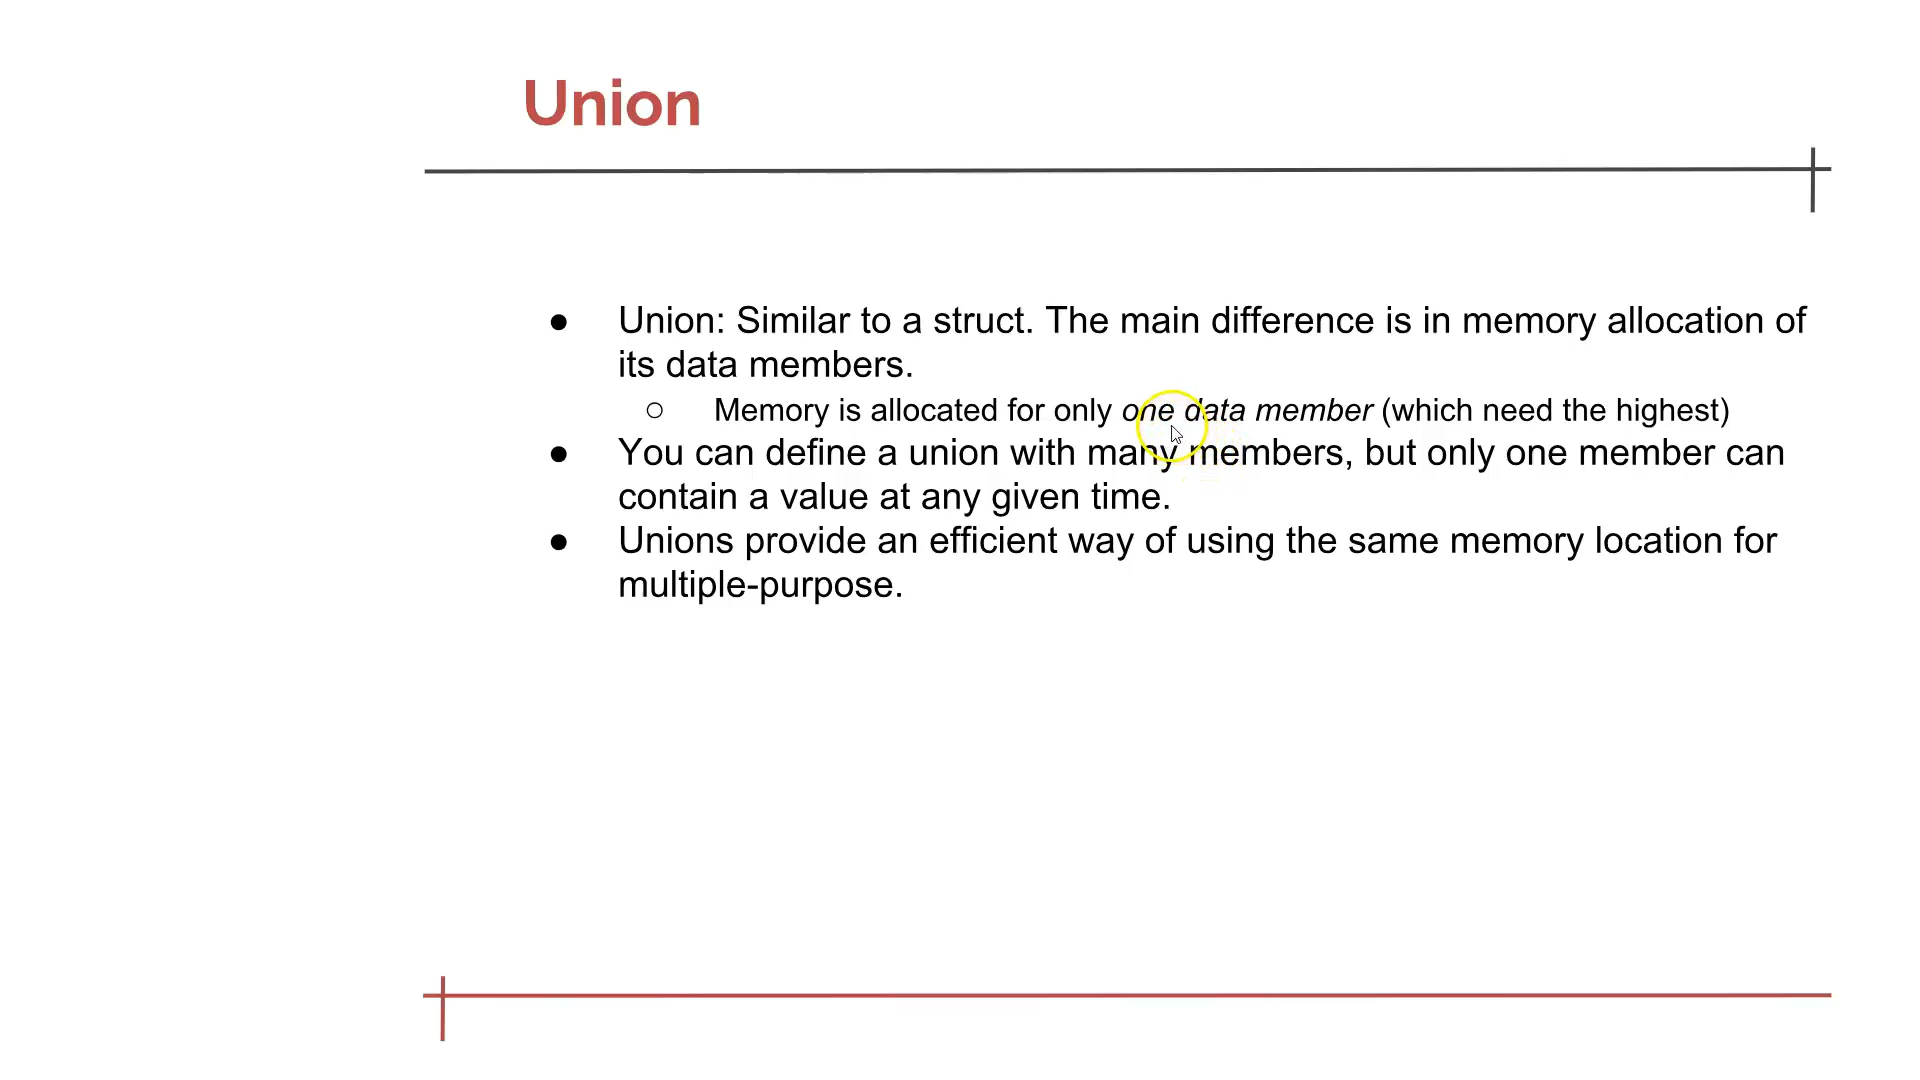 Union
● Union: Similar to a struct. The main difference is in memory allocation of
its data members.
○ Memory is allocated for only one data member (which need the highest)
● You can define a union with many members, but only one member can
contain a value at any given time.
● Unions provide an efficient way of using the same memory location for
multiple-purpose.